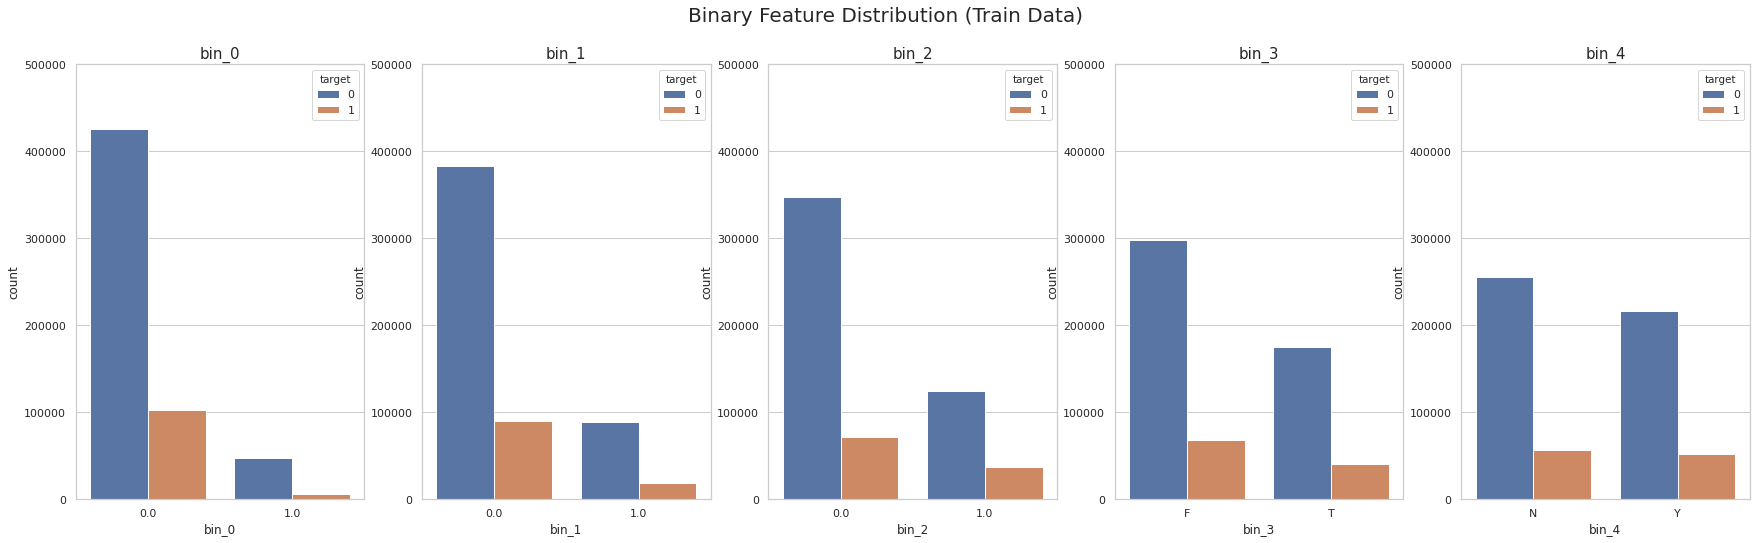 Binary Feature Distribution (Train Data)
bin_0
500000
400000
300000
200000
100000
0
count
0.0 1.0
bin_0
target
0
1
bin_1
500000
400000
300000
200000
100000
0
count
0.0 1.0
bin_1
target
0
1
bin_2
500000
400000
300000
200000
100000
0
count
0.0 1.0
bin_2
target
0
1
bin_3
500000
400000
300000
200000
100000
0
count
F T
bin_3
target
0
1
bin_4
500000
400000
300000
200000
100000
0
count
N Y
bin_4
target
0
1